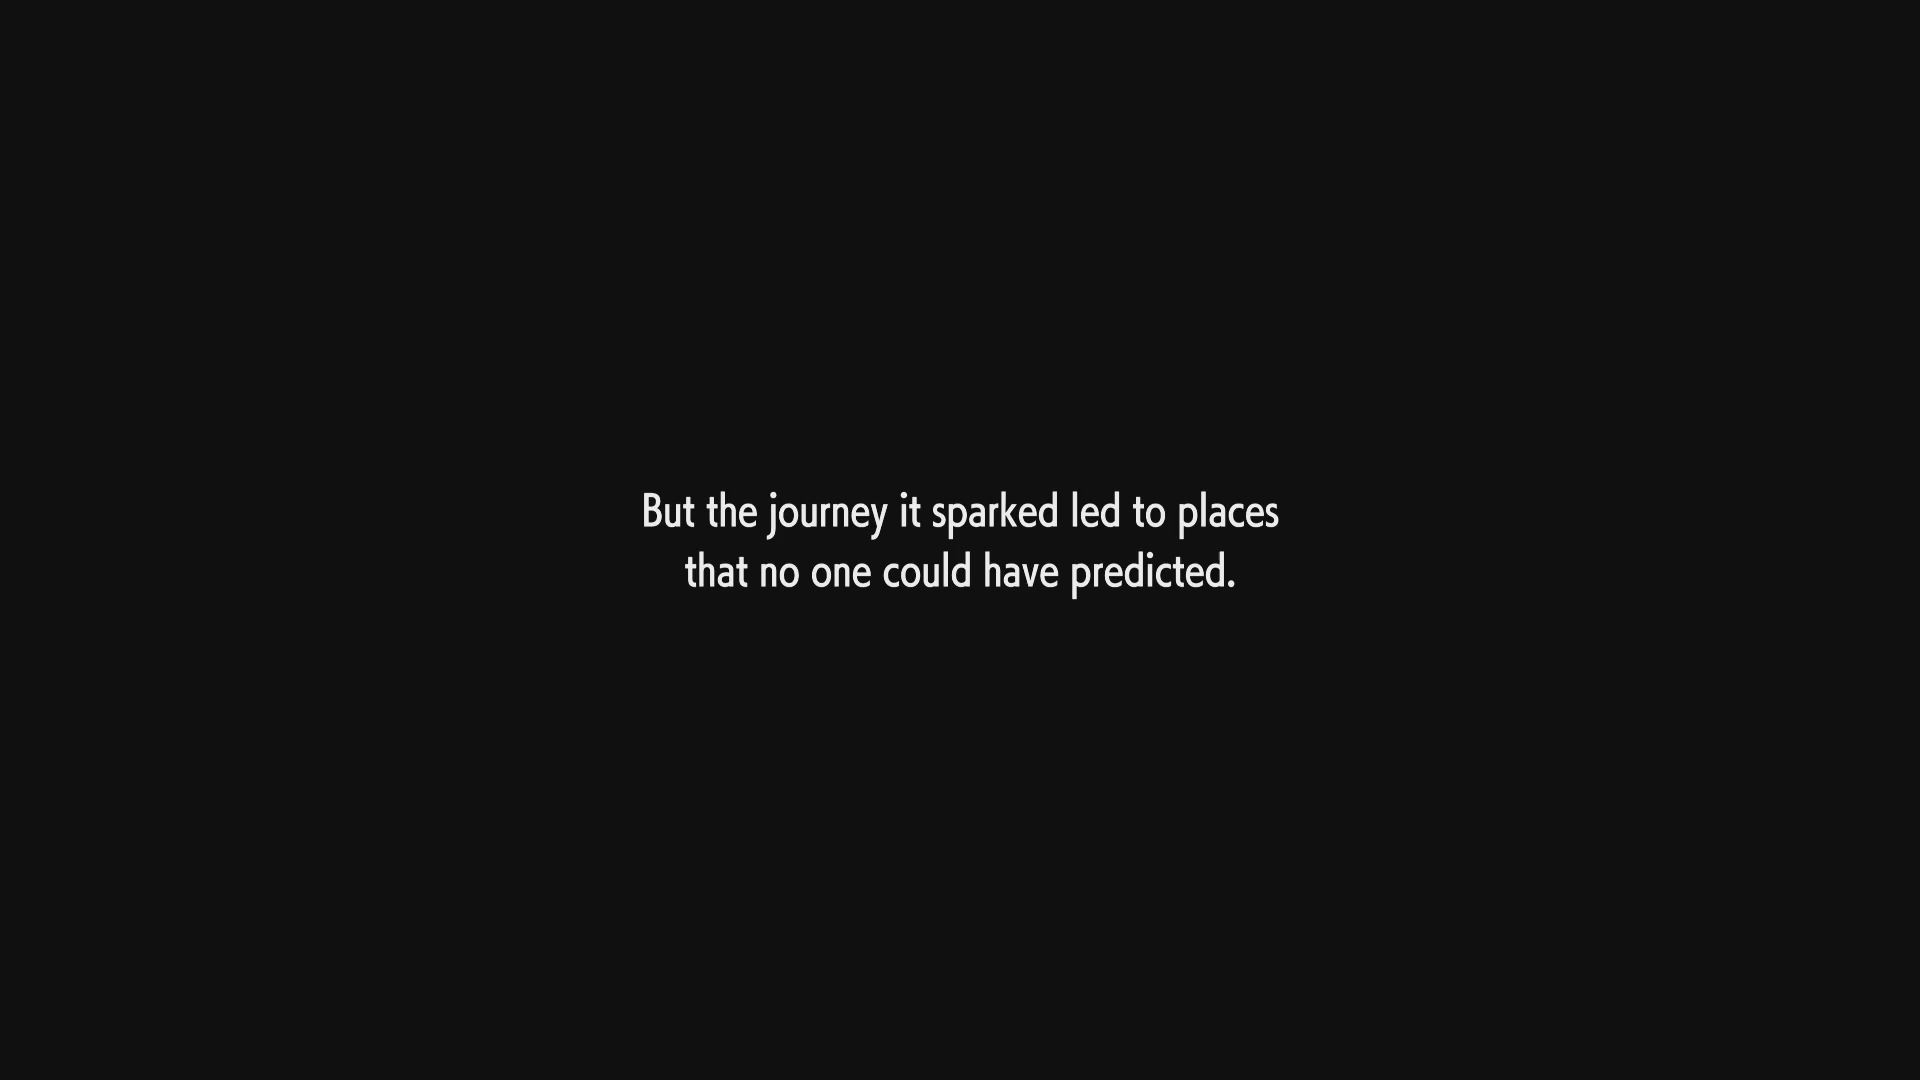 But the journey it sparked led to places
that no one could have predicted.